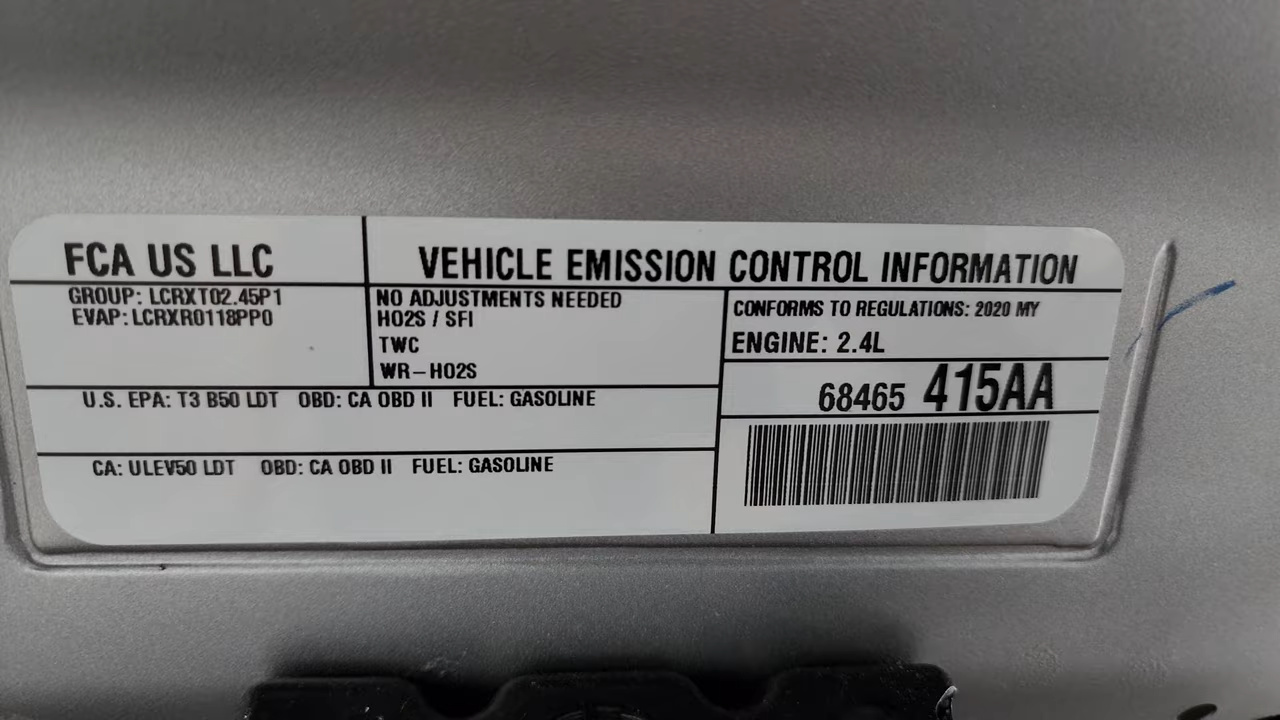 FCA US LLC
VEHICLE EMISSION CONTROL INFORMATION
GROUP: LCRXT02.45P1
EVAP: LCRXR0118PP0
NO ADJUSTMENTS NEEDED
HO2S / SFI
TWC
WR-HO2S
CONFORMS TO REGULATIONS: 2020 MY
ENGINE: 2.4L
68465 415AA
U.S. EPA: T3 B50 LDT OBD: CA OBD II FUEL: GASOLINE
CA: ULEV50 LDT OBD: CA OBD II FUEL: GASOLINE